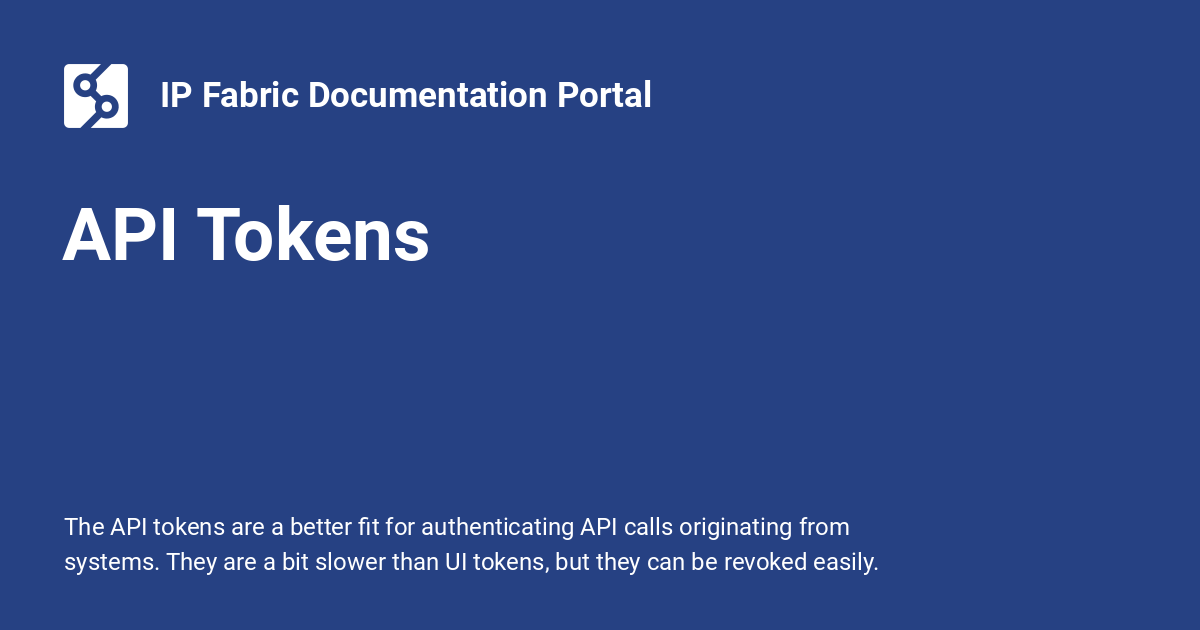 IP Fabric Documentation Portal
API Tokens
The API tokens are a better fit for authenticating API calls originating from
systems. They are a bit slower than UI tokens, but they can be revoked easily.